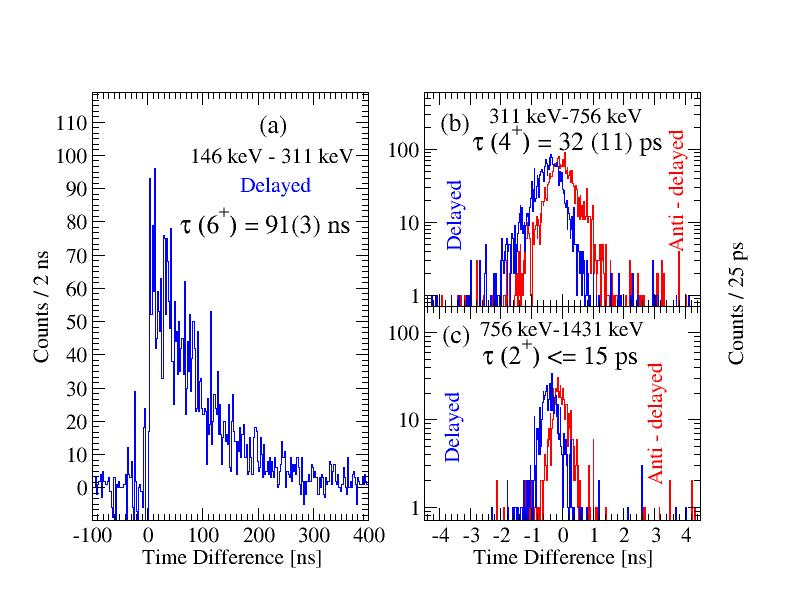 Counts / 2 ns
110
100
90
80
70
60
50
40
30
20
10
0
(a)
146 keV - 311 keV
Delayed
τ (6⁺) = 91(3) ns
-100 0 100 200 300 400
Time Difference [ns]
(b) 311 keV-756 keV
τ (4⁺) = 32 (11) ps
100
10
1
Delayed
Anti - delayed
(c) 756 keV-1431 keV
τ (2⁺) <= 15 ps
100
10
1
Delayed
Anti - delayed
-4 -3 -2 -1 0 1 2 3 4
Time Difference [ns]
Counts / 25 ps